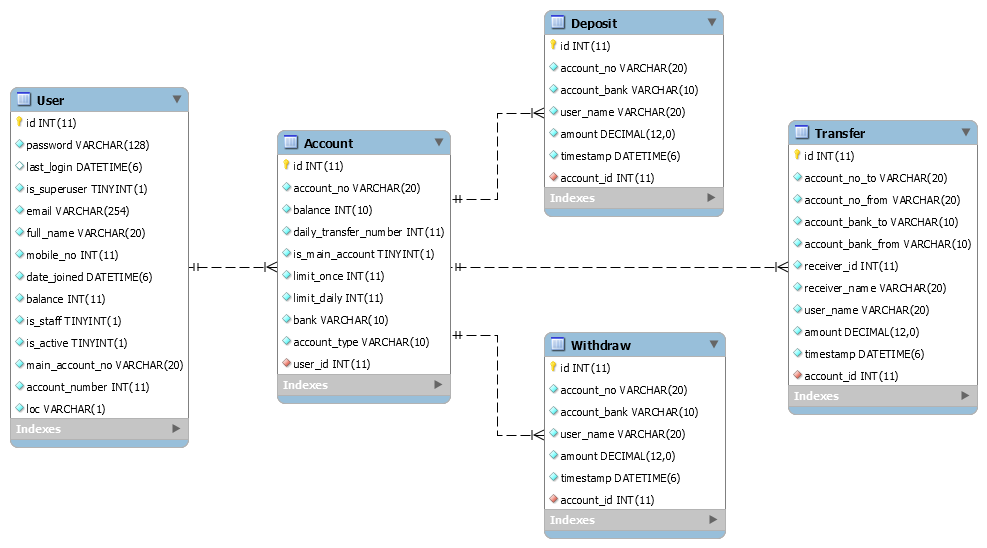 User
id INT(11)
password VARCHAR(128)
last_login DATETIME(6)
is_superuser TINYINT(1)
email VARCHAR(254)
full_name VARCHAR(20)
mobile_no INT(11)
date_joined DATETIME(6)
balance INT(11)
is_staff TINYINT(1)
is_active TINYINT(1)
main_account_no VARCHAR(20)
account_number INT(11)
loc VARCHAR(1)
Indexes
Account
id INT(11)
account_no VARCHAR(20)
balance INT(10)
daily_transfer_number INT(11)
is_main_account TINYINT(1)
limit_once INT(11)
limit_daily INT(11)
bank VARCHAR(10)
account_type VARCHAR(10)
user_id INT(11)
Indexes
Deposit
id INT(11)
account_no VARCHAR(20)
account_bank VARCHAR(10)
user_name VARCHAR(20)
amount DECIMAL(12,0)
timestamp DATETIME(6)
account_id INT(11)
Indexes
Withdraw
id INT(11)
account_no VARCHAR(20)
account_bank VARCHAR(10)
user_name VARCHAR(20)
amount DECIMAL(12,0)
timestamp DATETIME(6)
account_id INT(11)
Indexes
Transfer
id INT(11)
account_no_to VARCHAR(20)
account_no_from VARCHAR(20)
account_bank_to VARCHAR(10)
account_bank_from VARCHAR(10)
receiver_id INT(11)
receiver_name VARCHAR(20)
user_name VARCHAR(20)
amount DECIMAL(12,0)
timestamp DATETIME(6)
account_id INT(11)
Indexes